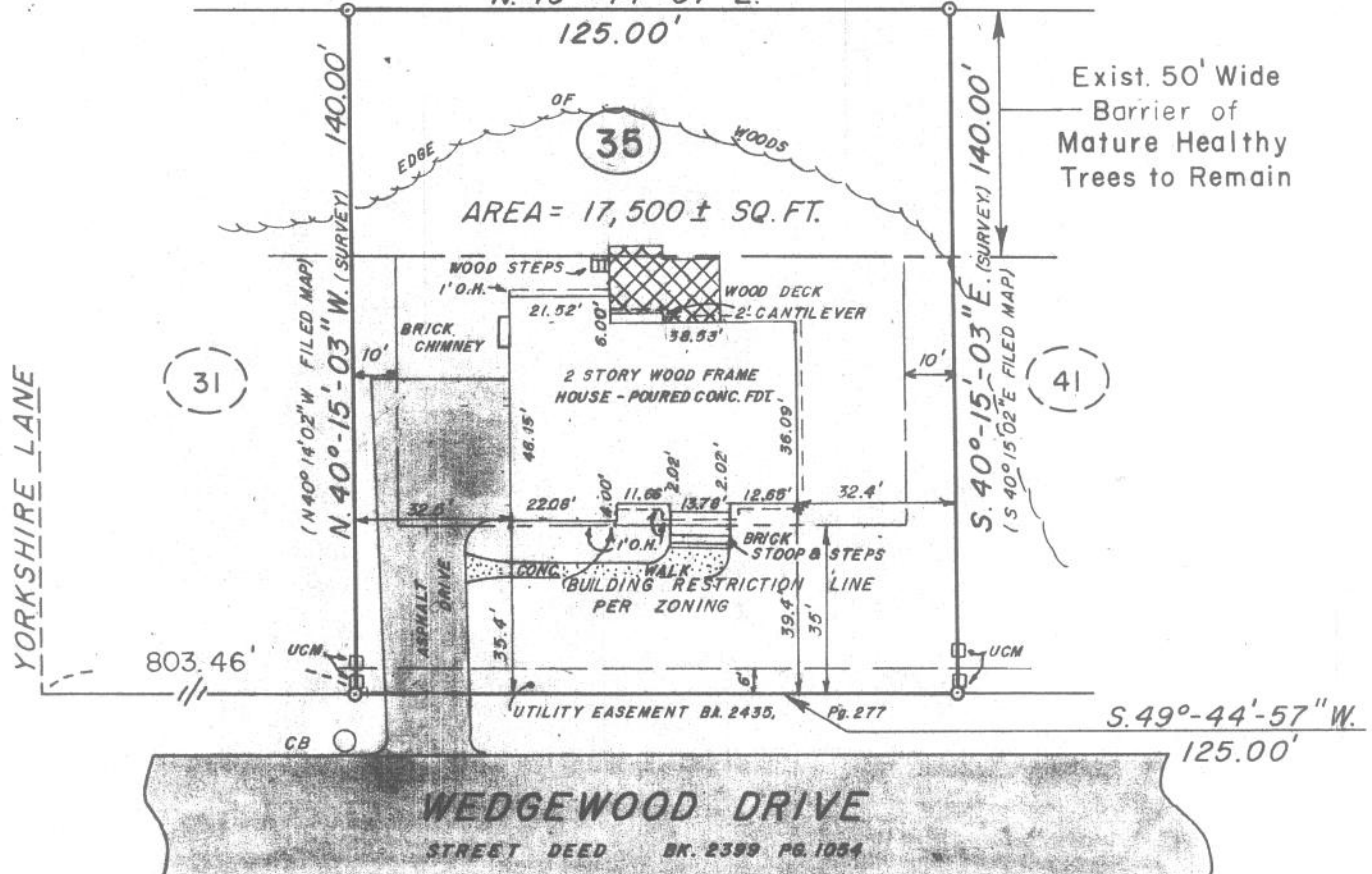 125.00'
140.00'
140.00'
Exist. 50' Wide
Barrier of
Mature Healthy
Trees to Remain
EDGE OF WOODS
35
AREA = 17,500 ± SQ. FT.
N. 40°-15'-03" W. (SURVEY)
(N40° 14' 02" W FILED MAP)
S. 40°-15'-03" E. (SURVEY)
(S 40° 15' 02" E FILED MAP)
WOOD STEPS
1' O.H.
WOOD DECK
2' CANTILEVER
21.52'
6.00'
38.53'
BRICK
CHIMNEY
10'
10'
31
41
2 STORY WOOD FRAME
HOUSE - POURED CONC. FDT.
YORKSHIRE LANE
46.15'
36.09'
2.02'
2.02'
22.06'
4.00'
11.66'
13.76'
12.65'
32.4'
1' O.H.
BRICK
STOOP & STEPS
CONC. WALK
BUILDING RESTRICTION LINE
PER ZONING
ASPHALT
DRIVE
35.4'
39.4'
35'
803.46'
UCM
UCM
6'
UTILITY EASEMENT BK. 2435, Pg. 277
S. 49°-44'-57" W.
125.00'
CB
WEDGEWOOD DRIVE
STREET DEED BK. 2399 PG. 1054